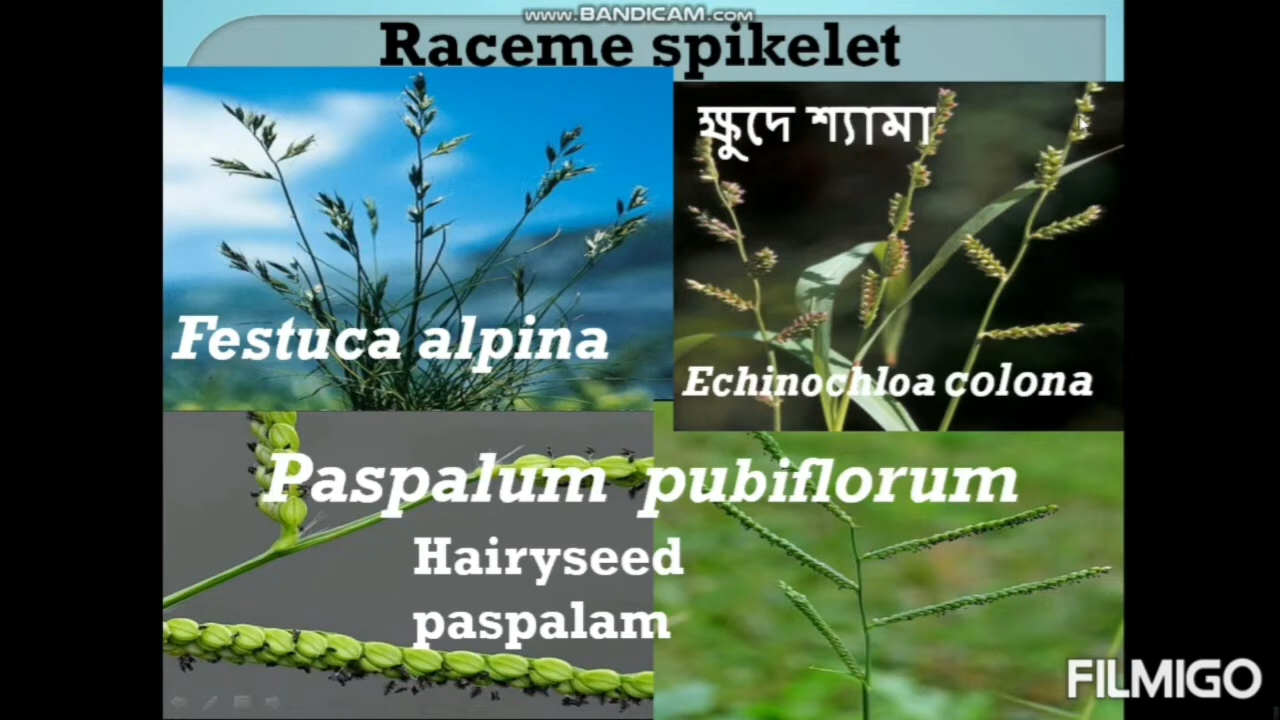 www.BANDICAM.com
Raceme spikelet
ক্ষুদে শ্যামা
Festuca alpina
Echinochloa colona
Paspalum pubiflorum
Hairyseed
paspalam
FILMIGO